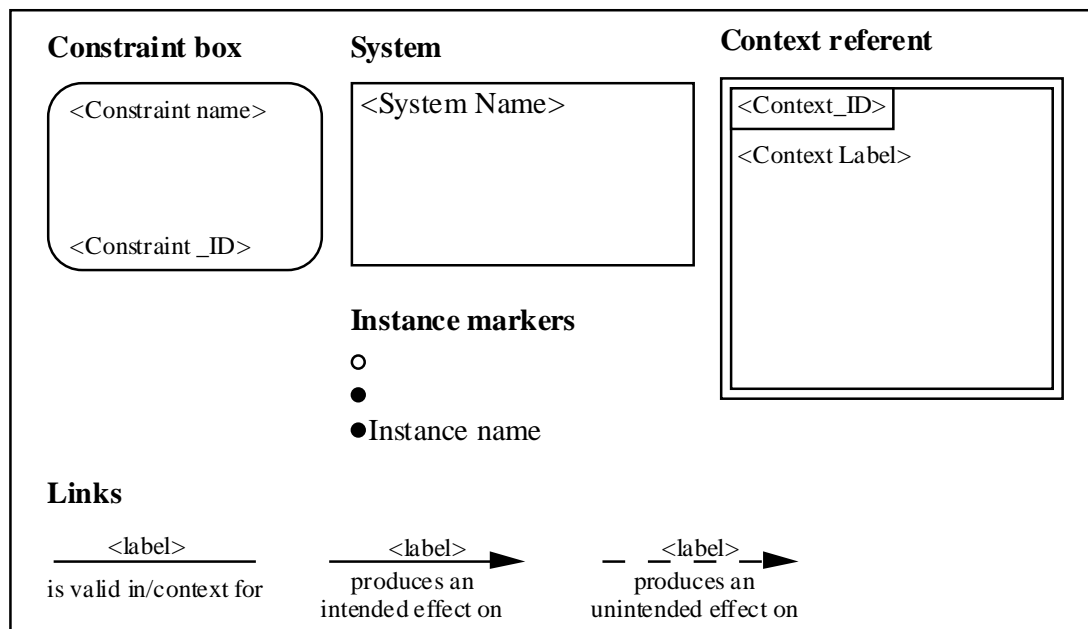 Constraint box
<Constraint name>
<Constraint _ID>
System
<System Name>
Context referent
<Context_ID>
<Context Label>
Instance markers
Instance name
Links
<label>
is valid in/context for
<label>
produces an
intended effect on
<label>
produces an
unintended effect on